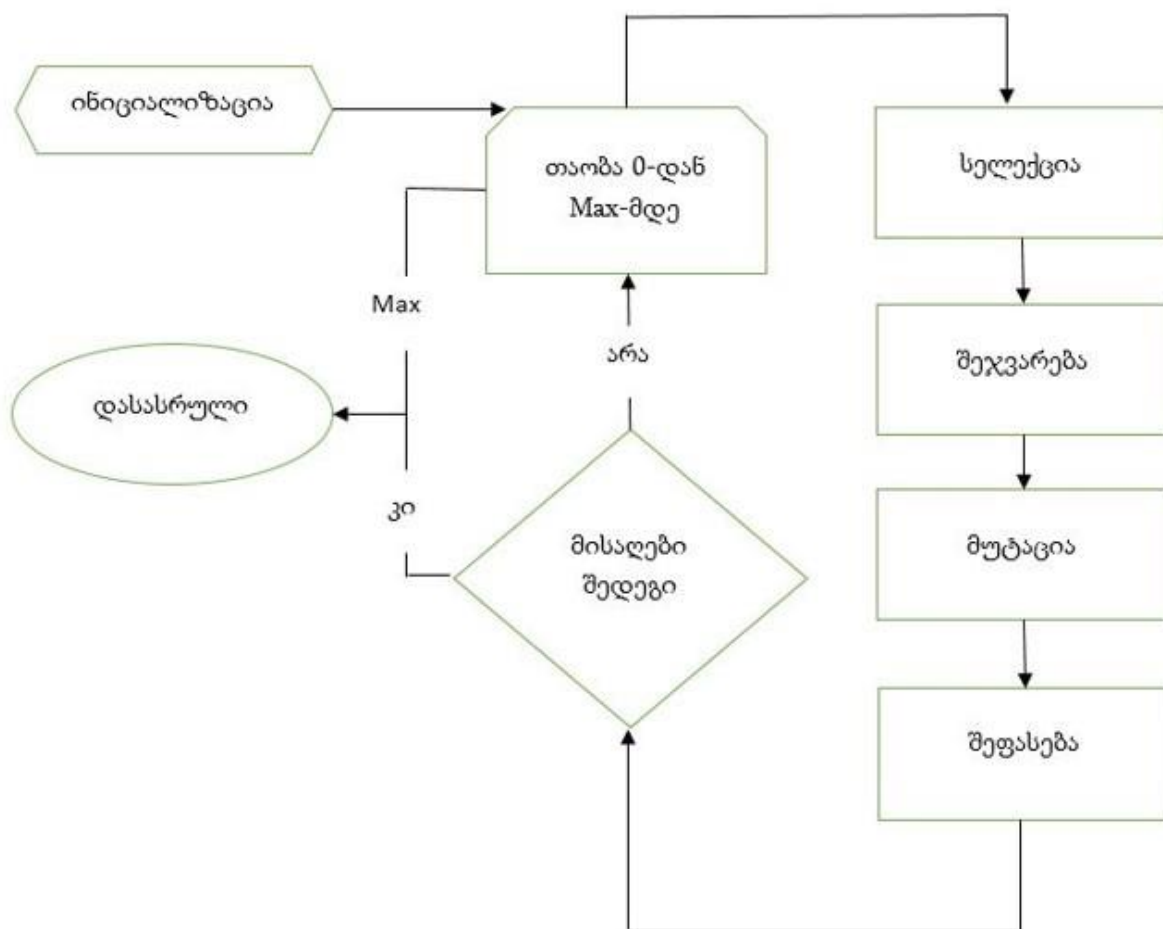 ინიციალიზაცია
თაობა 0-დან
Max-მდე
სელექცია
Max
შეჯვარება
არა
დასასრული
კი
მუტაცია
მისაღები
შედეგი
შეფასება